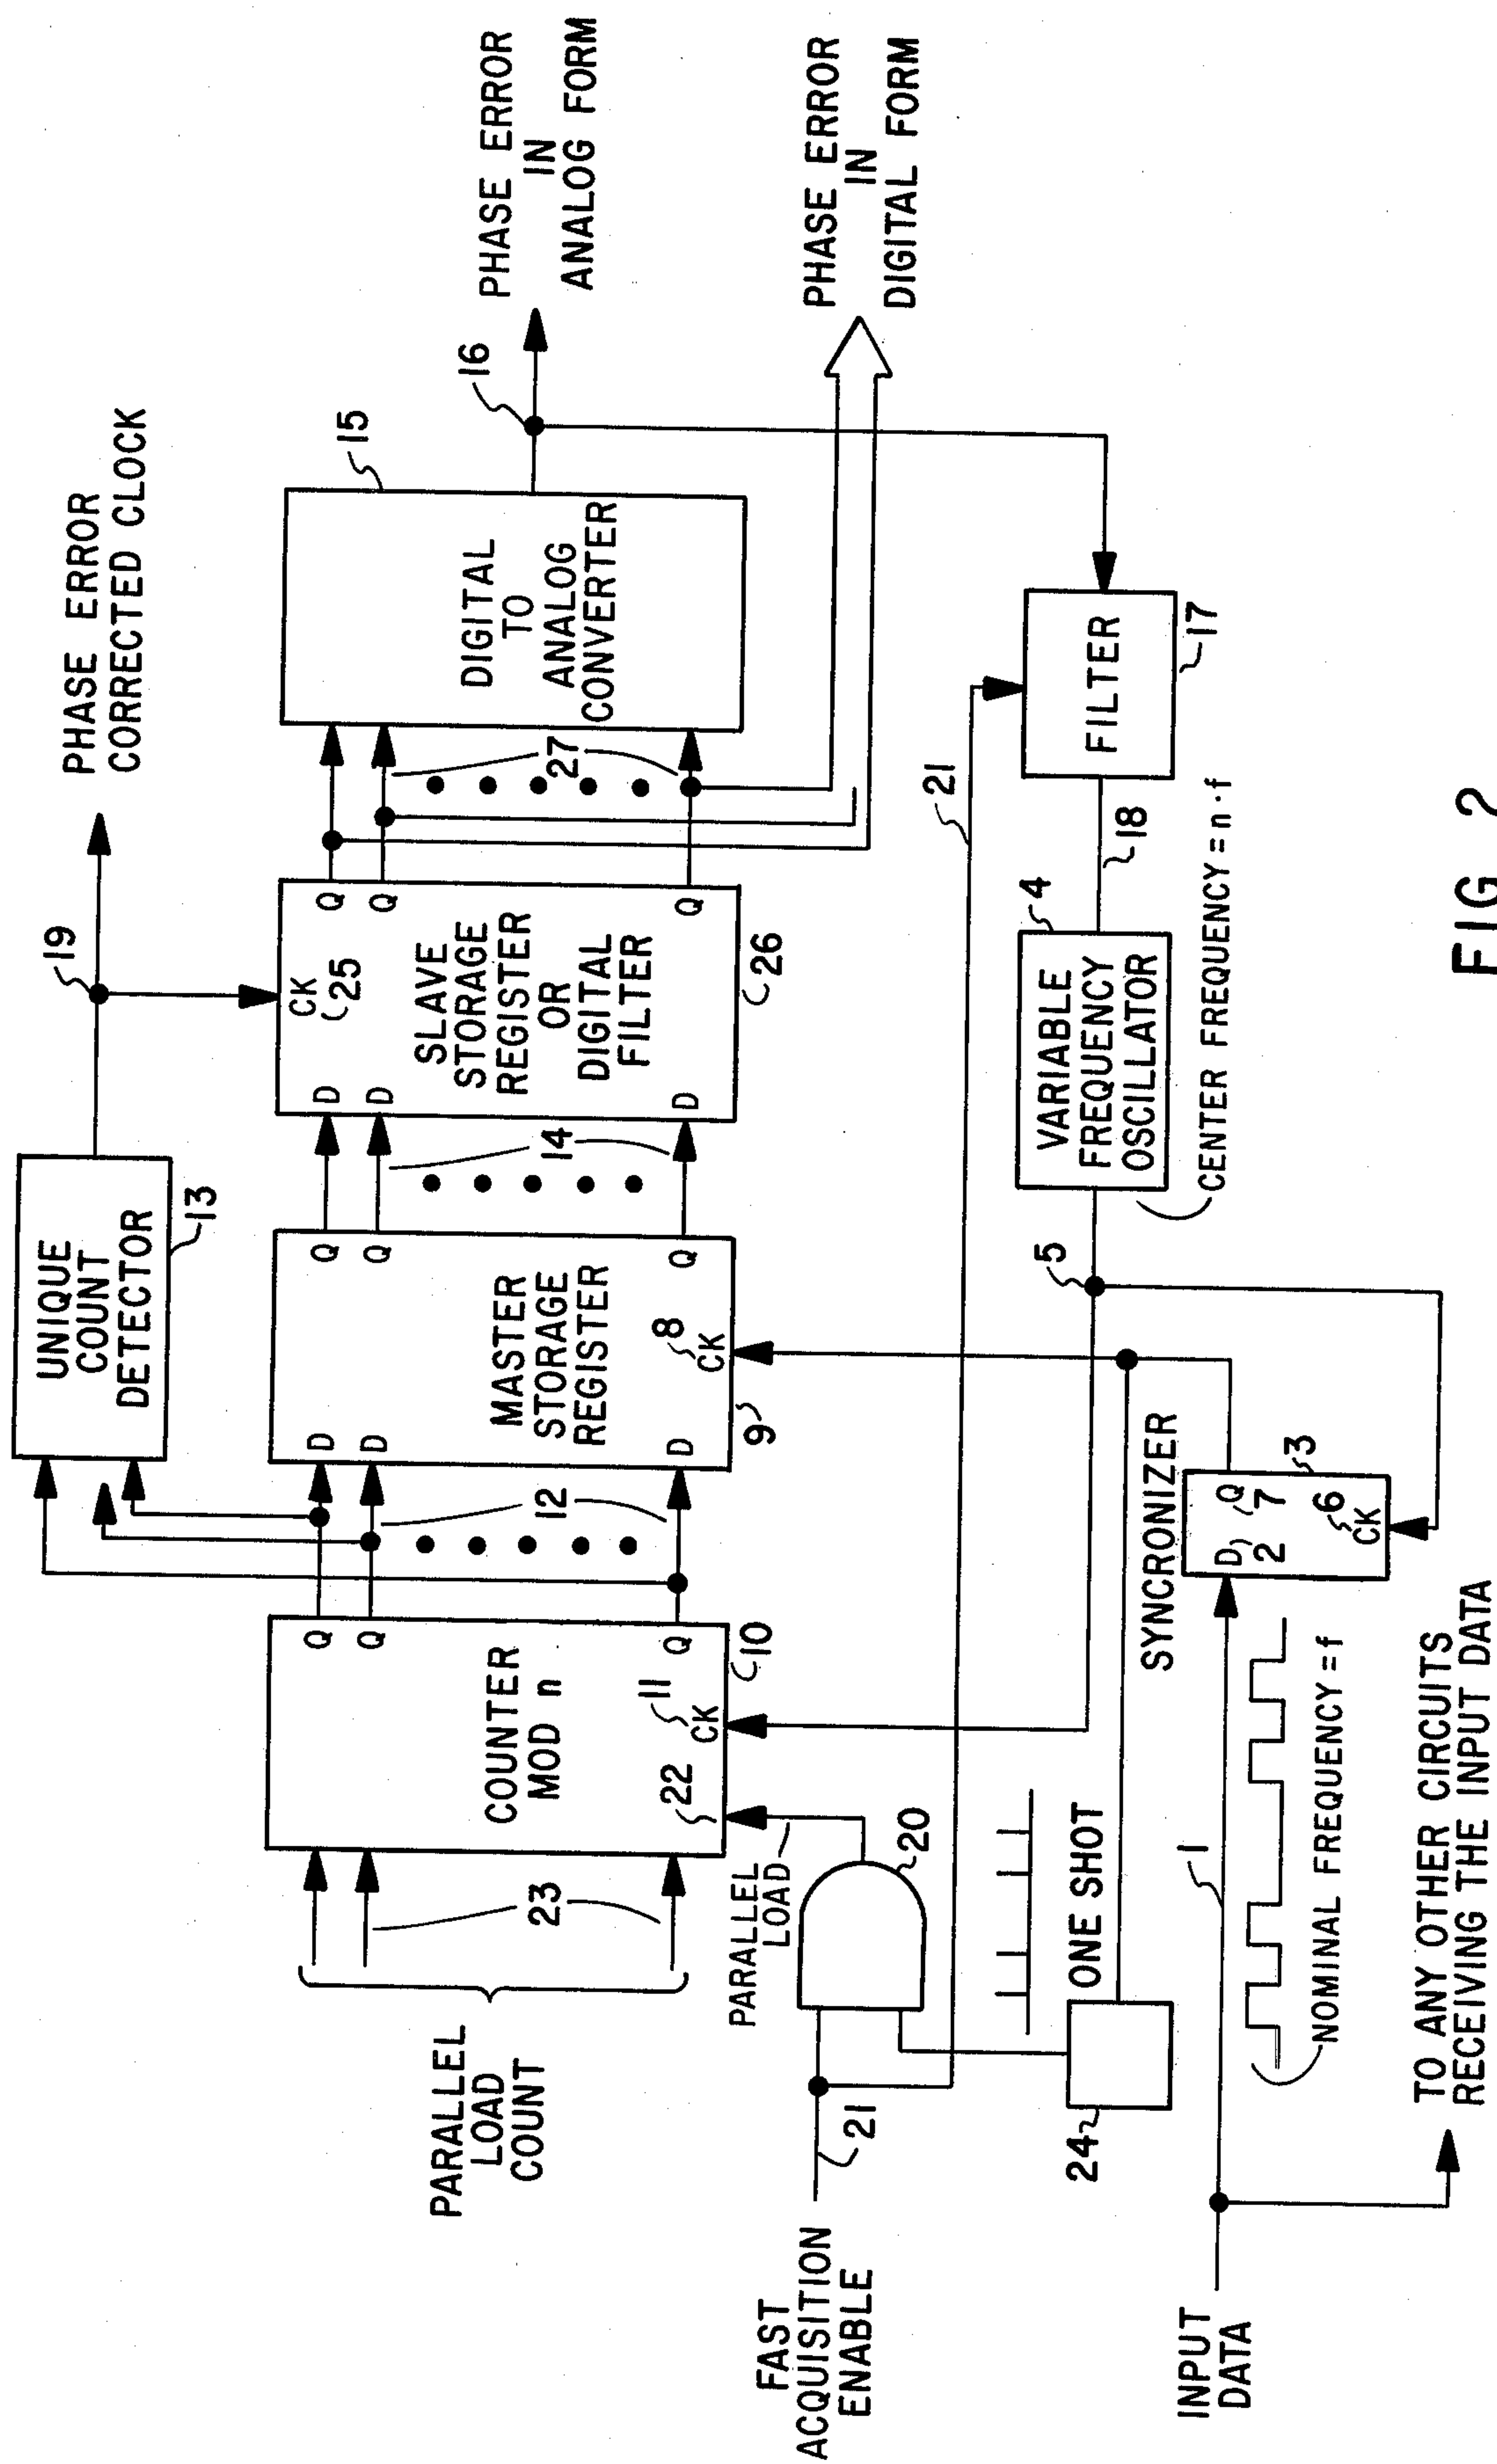 PHASE ERROR
CORRECTED CLOCK
19
UNIQUE
COUNT
DETECTOR
13
PARALLEL
LOAD
COUNT
23
COUNTER
MOD n
Q
Q
Q
22
11
CK
10
12
D
D
D
MASTER
STORAGE
REGISTER
Q
Q
Q
8
CK
9
14
D
D
D
CK
25
SLAVE
STORAGE
REGISTER
OR
DIGITAL
FILTER
Q
Q
Q
26
27
DIGITAL
TO
ANALOG
CONVERTER
15
16
PHASE ERROR
IN
ANALOG FORM
PHASE ERROR
IN
DIGITAL FORM
FAST
ACQUISITION
ENABLE
21
PARALLEL
LOAD
20
24
ONE SHOT
21
FILTER
17
18
VARIABLE
FREQUENCY
OSCILLATOR
4
CENTER FREQUENCY = n·f
5
SYNCRONIZER
D
2
Q
7
6
CK
3
INPUT
DATA
1
NOMINAL FREQUENCY = f
TO ANY OTHER CIRCUITS
RECEIVING THE INPUT DATA
FIG 2